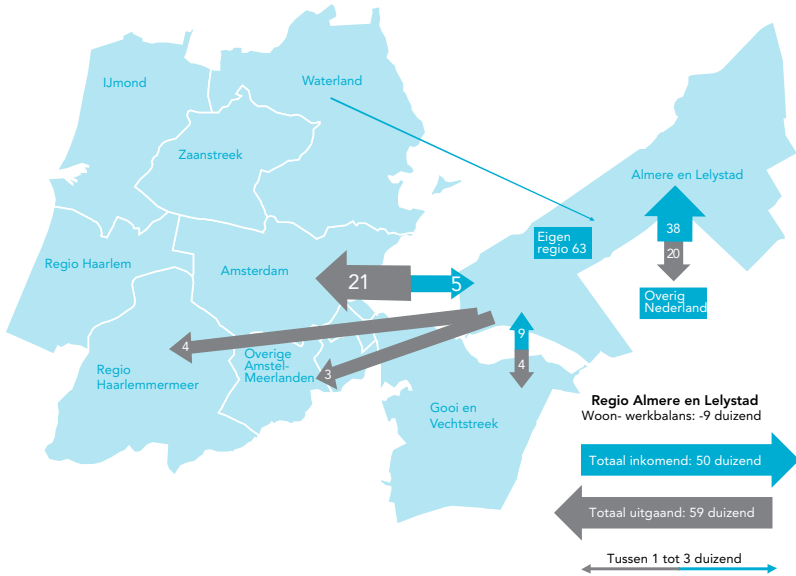 IJmond
Waterland
Zaanstreek
Almere en Lelystad
38
20
Eigen
regio 63
Overig
Nederland
Regio Haarlem
Amsterdam
21
5
4
Overige
Amstel-
Meerlanden
3
9
4
Regio
Haarlemmermeer
Gooi en
Vechtstreek
Regio Almere en Lelystad
Woon- werkbalans: -9 duizend
Totaal inkomend: 50 duizend
Totaal uitgaand: 59 duizend
Tussen 1 tot 3 duizend